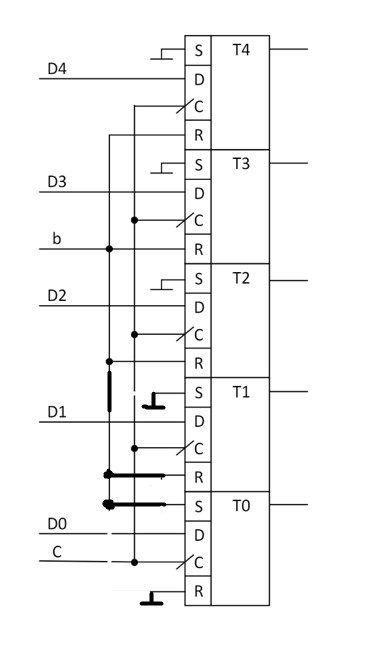 S T4
D4 D
C
R
S T3
D3 D
C
b R
S T2
D2 D
C
R
S T1
D1 D
C
R
S T0
D0 D
C C
R